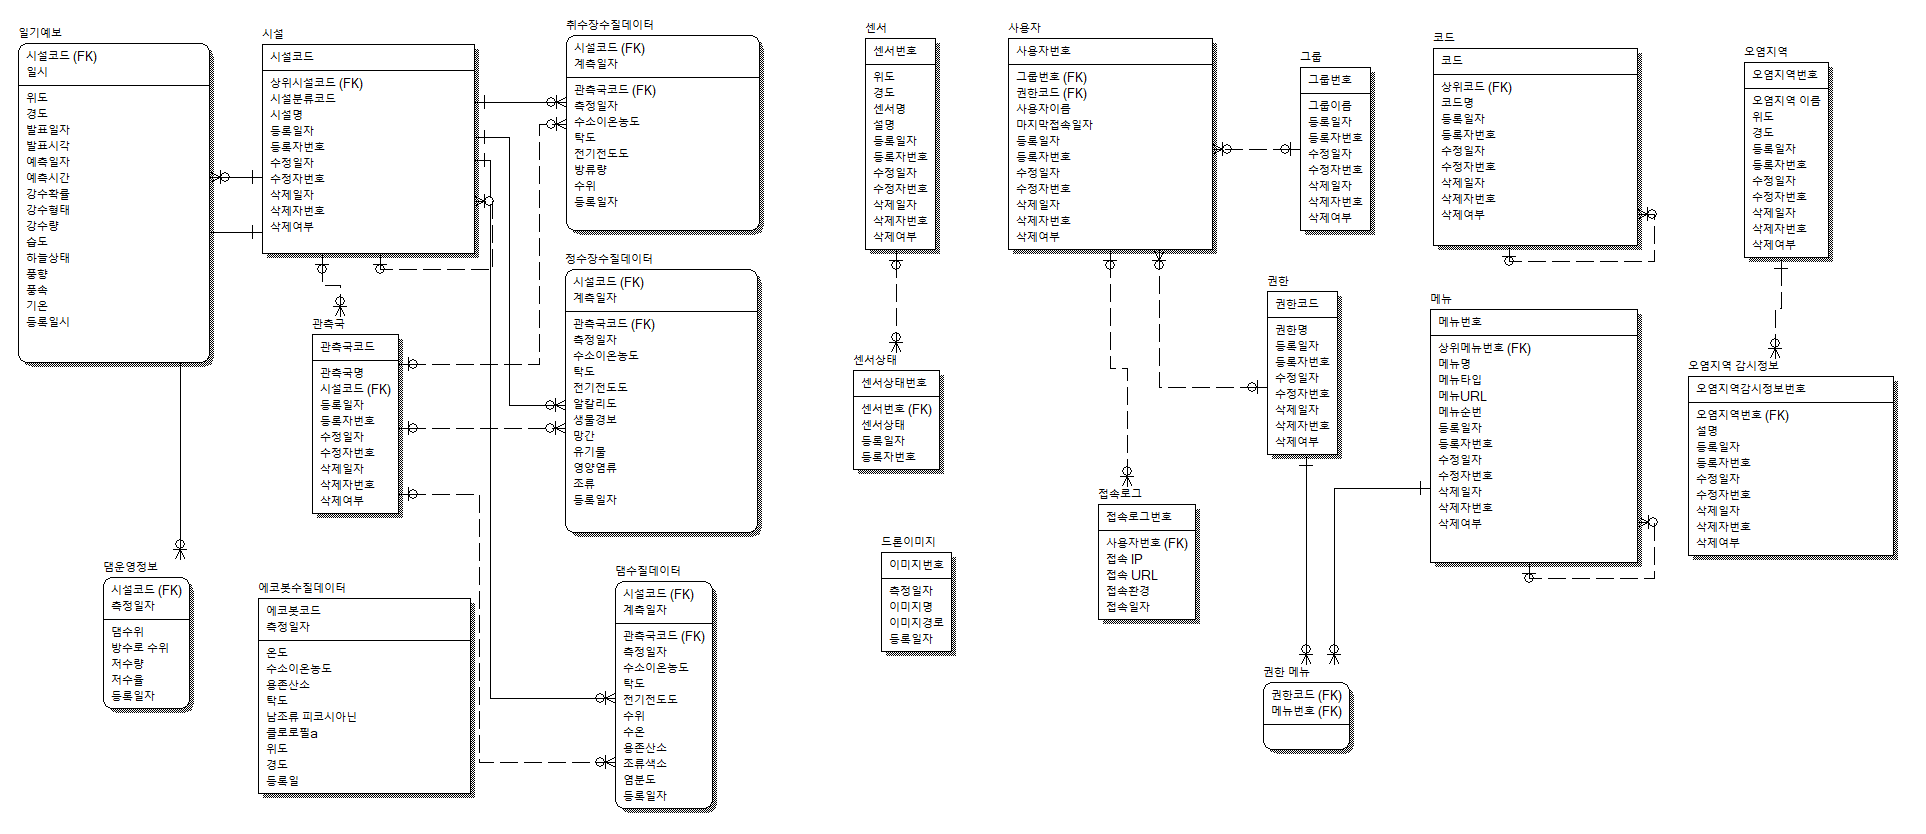 일기예보
시설코드 (FK)
일시
위도
경도
발표일자
발표시각
예측일자
예측시간
강수확률
강수형태
강수량
습도
하늘상태
풍향
풍속
기온
등록일시
시설
시설코드
상위시설코드 (FK)
시설분류코드
시설명
등록일자
등록자번호
수정일자
수정자번호
삭제일자
삭제자번호
삭제여부
취수장수질데이터
시설코드 (FK)
계측일자
관측국코드 (FK)
측정일자
수소이온농도
탁도
전기전도도
방류량
수위
등록일자
정수장수질데이터
시설코드 (FK)
계측일자
관측국코드 (FK)
측정일자
수소이온농도
탁도
전기전도도
알칼리도
생물경보
망간
유기물
영양염류
조류
등록일자
관측국
관측국코드
관측국명
시설코드 (FK)
등록일자
등록자번호
수정일자
수정자번호
삭제일자
삭제자번호
삭제여부
댐운영정보
시설코드 (FK)
측정일자
댐수위
방수로 수위
저수량
저수율
등록일자
에코봇수질데이터
에코봇코드
측정일자
온도
수소이온농도
용존산소
탁도
남조류 피코시아닌
클로로필a
위도
경도
등록일
댐수질데이터
시설코드 (FK)
계측일자
관측국코드 (FK)
측정일자
수소이온농도
탁도
전기전도도
수위
수온
용존산소
조류색소
염분도
등록일자
센서
센서번호
위도
경도
센서명
설명
등록일자
등록자번호
수정일자
수정자번호
삭제일자
삭제자번호
삭제여부
센서상태
센서상태번호
센서번호 (FK)
센서상태
등록일자
등록자번호
드론이미지
이미지번호
측정일자
이미지명
이미지경로
등록일자
사용자
사용자번호
그룹번호 (FK)
권한코드 (FK)
사용자이름
마지막접속일자
등록일자
등록자번호
수정일자
수정자번호
삭제일자
삭제자번호
삭제여부
그룹
그룹번호
그룹이름
등록일자
등록자번호
수정일자
수정자번호
삭제일자
삭제자번호
삭제여부
권한
권한코드
권한명
등록일자
등록자번호
수정일자
수정자번호
삭제일자
삭제자번호
삭제여부
접속로그
접속로그번호
사용자번호 (FK)
접속 IP
접속 URL
접속환경
접속일자
권한 메뉴
권한코드 (FK)
메뉴번호 (FK)
코드
코드
상위코드 (FK)
코드명
등록일자
등록자번호
수정일자
수정자번호
삭제일자
삭제자번호
삭제여부
메뉴
메뉴번호
상위메뉴번호 (FK)
메뉴명
메뉴타입
메뉴URL
메뉴순번
등록일자
등록자번호
수정일자
수정자번호
삭제일자
삭제자번호
삭제여부
오염지역
오염지역번호
오염지역 이름
위도
경도
등록일자
등록자번호
수정일자
수정자번호
삭제일자
삭제자번호
삭제여부
오염지역 감시정보
오염지역감시정보번호
오염지역번호 (FK)
설명
등록일자
등록자번호
수정일자
수정자번호
삭제일자
삭제자번호
삭제여부